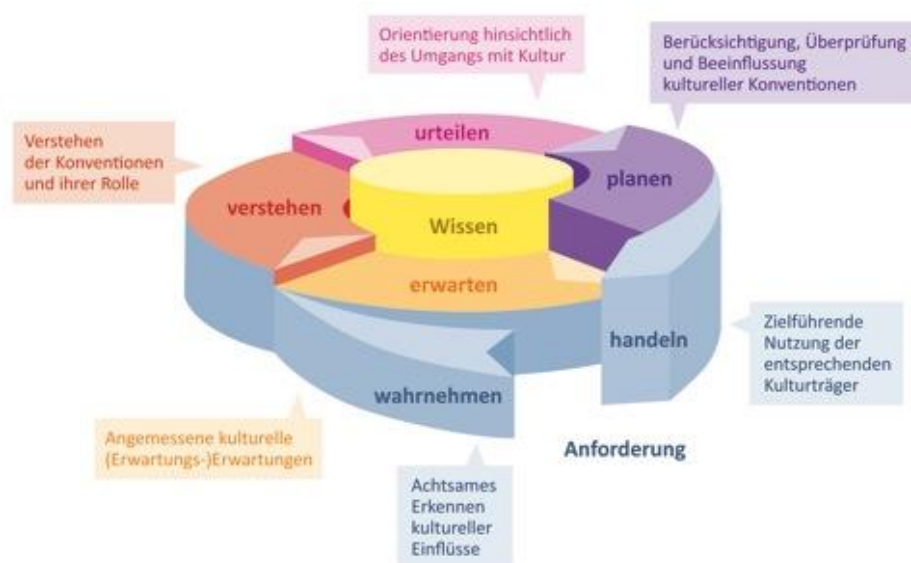 Orientierung hinsichtlich
des Umgangs mit Kultur
Berücksichtigung, Überprüfung
und Beeinflussung
kultureller Konventionen
Verstehen
der Konventionen
und ihrer Rolle
urteilen
planen
verstehen
Wissen
erwarten
handeln
wahrnehmen
Zielführende
Nutzung der
entsprechenden
Kulturträger
Angemessene kulturelle
(Erwartungs-)Erwartungen
Anforderung
Achtsames
Erkennen
kultureller
Einflüsse